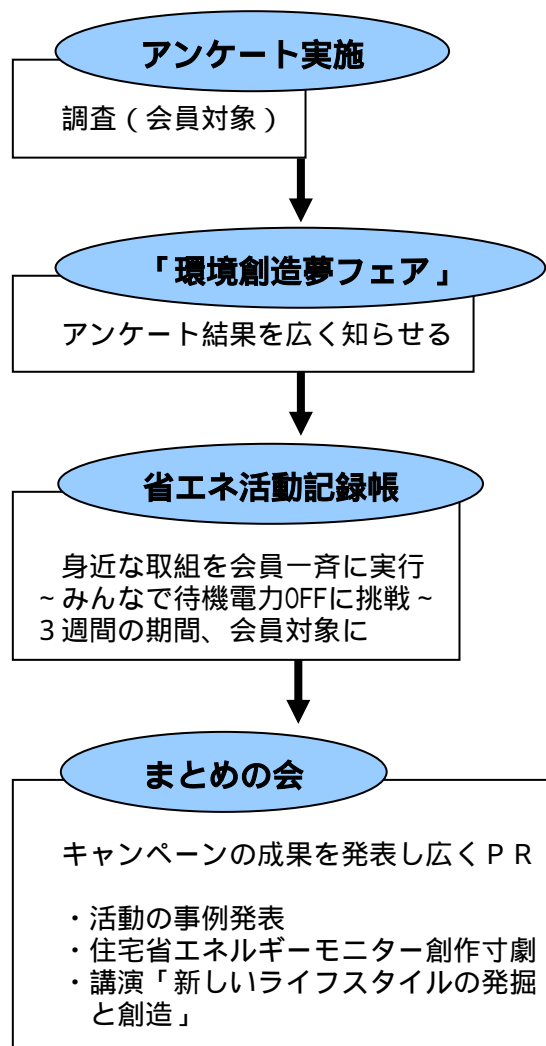 アンケート実施
調査（会員対象）
「環境創造夢フェア」
アンケート結果を広く知らせる
省エネ活動記録帳
身近な取組を会員一斉に実行
~みんなで待機電力OFFに挑戦~
３週間の期間、会員対象に
まとめの会
キャンペーンの成果を発表し広くＰＲ
・活動の事例発表
・住宅省エネルギーモニター創作寸劇
・講演「新しいライフスタイルの発掘
と創造」